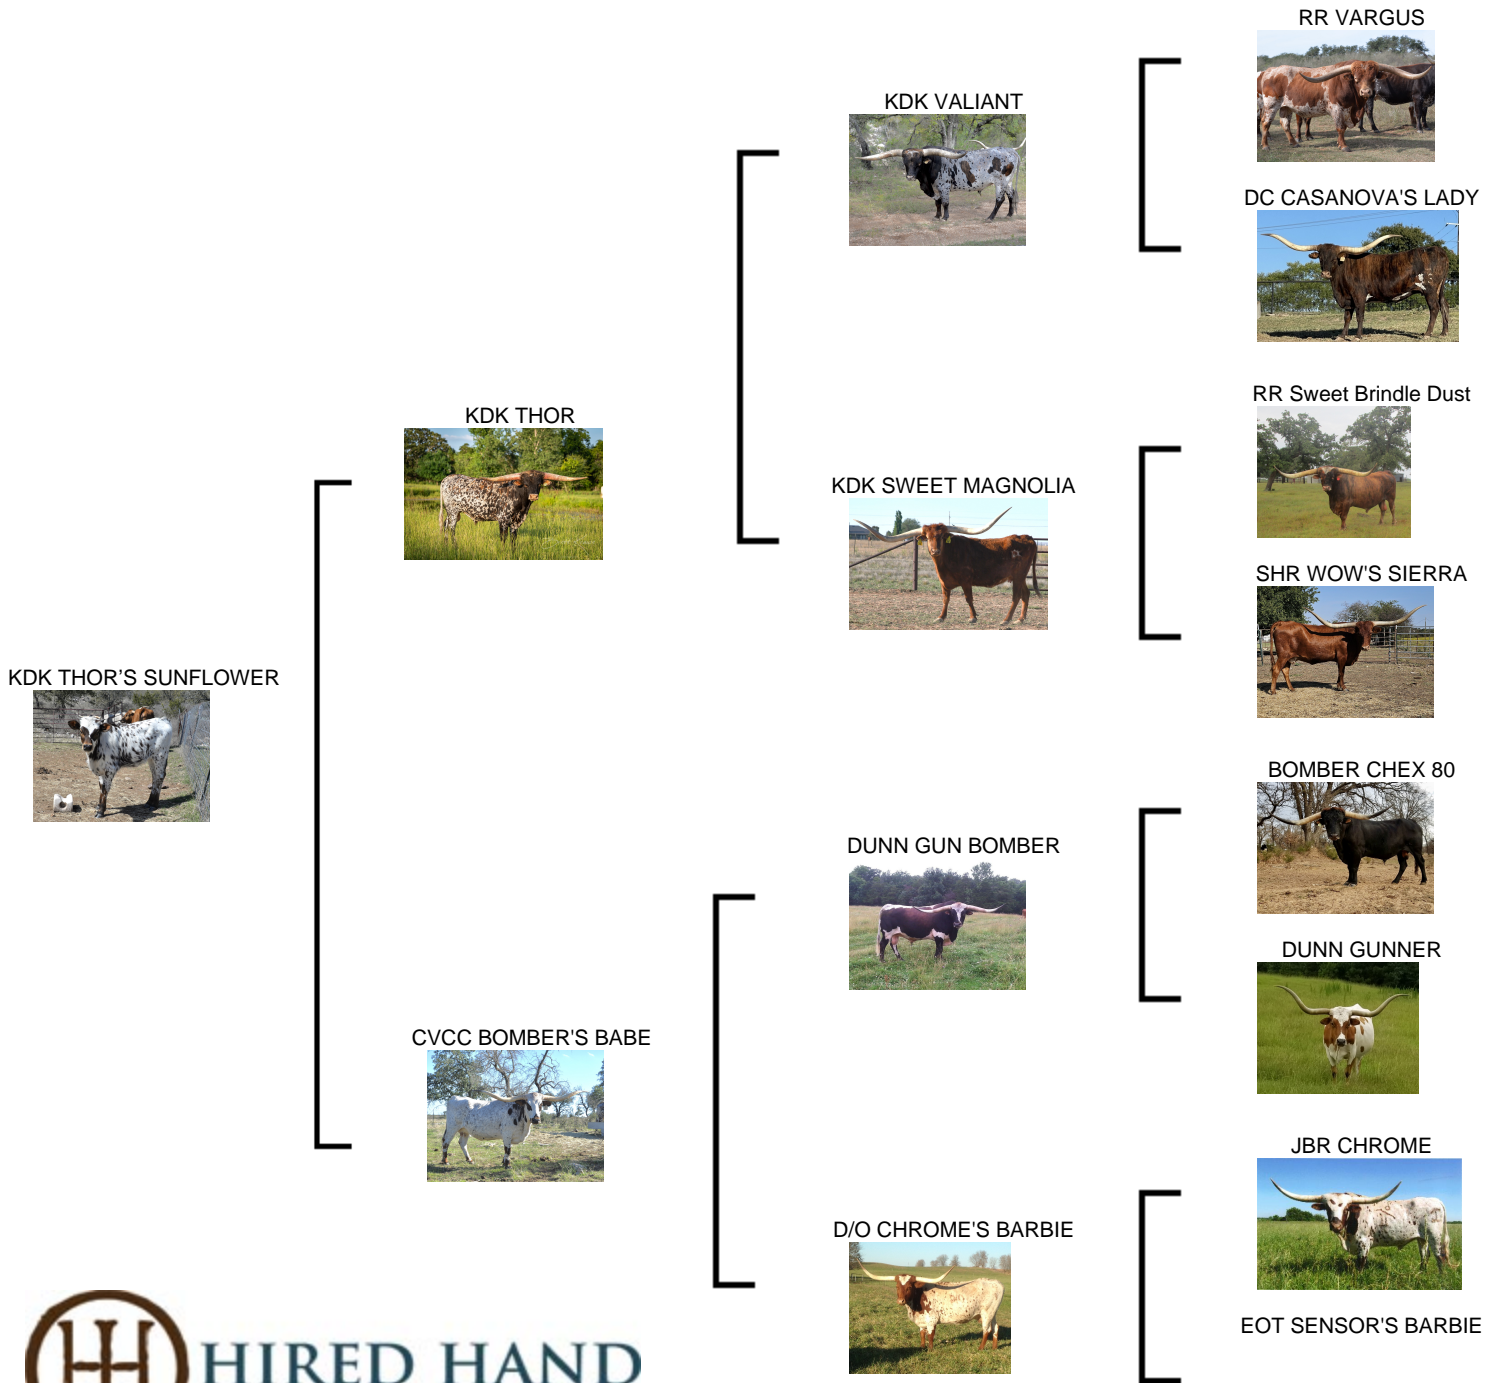 RR VARGUS
KDK VALIANT
DC CASANOVA'S LADY
RR Sweet Brindle Dust
KDK THOR
KDK SWEET MAGNOLIA
SHR WOW'S SIERRA
KDK THOR'S SUNFLOWER
BOMBER CHEX 80
DUNN GUN BOMBER
DUNN GUNNER
CVCC BOMBER'S BABE
JBR CHROME
D/O CHROME'S BARBIE
EOT SENSOR'S BARBIE
HIRED HAND